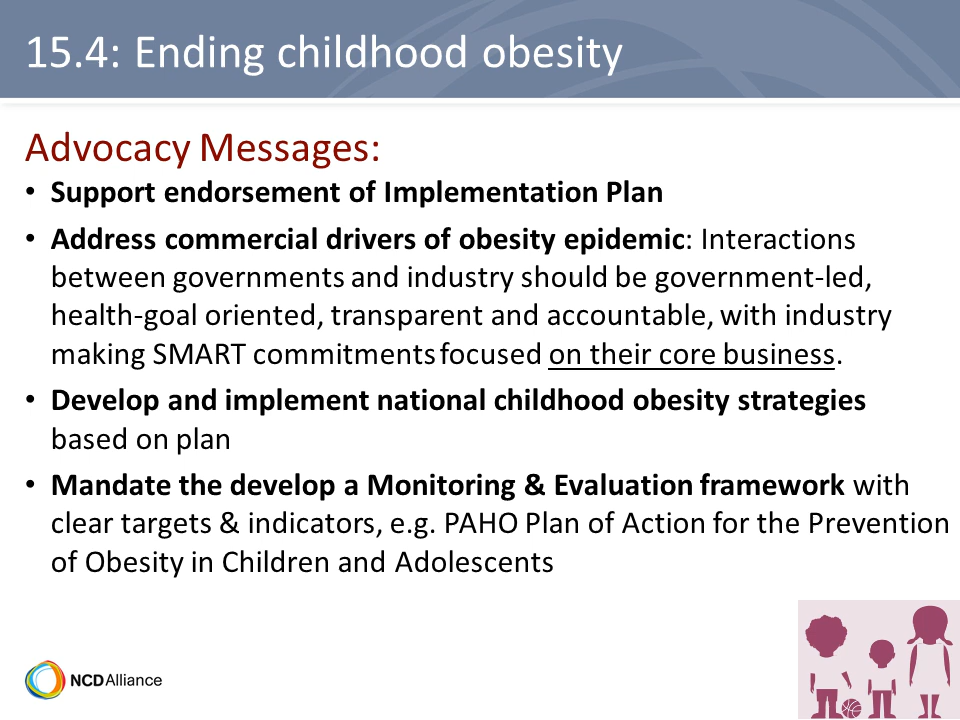 15.4: Ending childhood obesity
Advocacy Messages:
• Support endorsement of Implementation Plan
• Address commercial drivers of obesity epidemic: Interactions
between governments and industry should be government-led,
health-goal oriented, transparent and accountable, with industry
making SMART commitments focused on their core business.
• Develop and implement national childhood obesity strategies
based on plan
• Mandate the develop a Monitoring & Evaluation framework with
clear targets & indicators, e.g. PAHO Plan of Action for the Prevention
of Obesity in Children and Adolescents
NCD Alliance